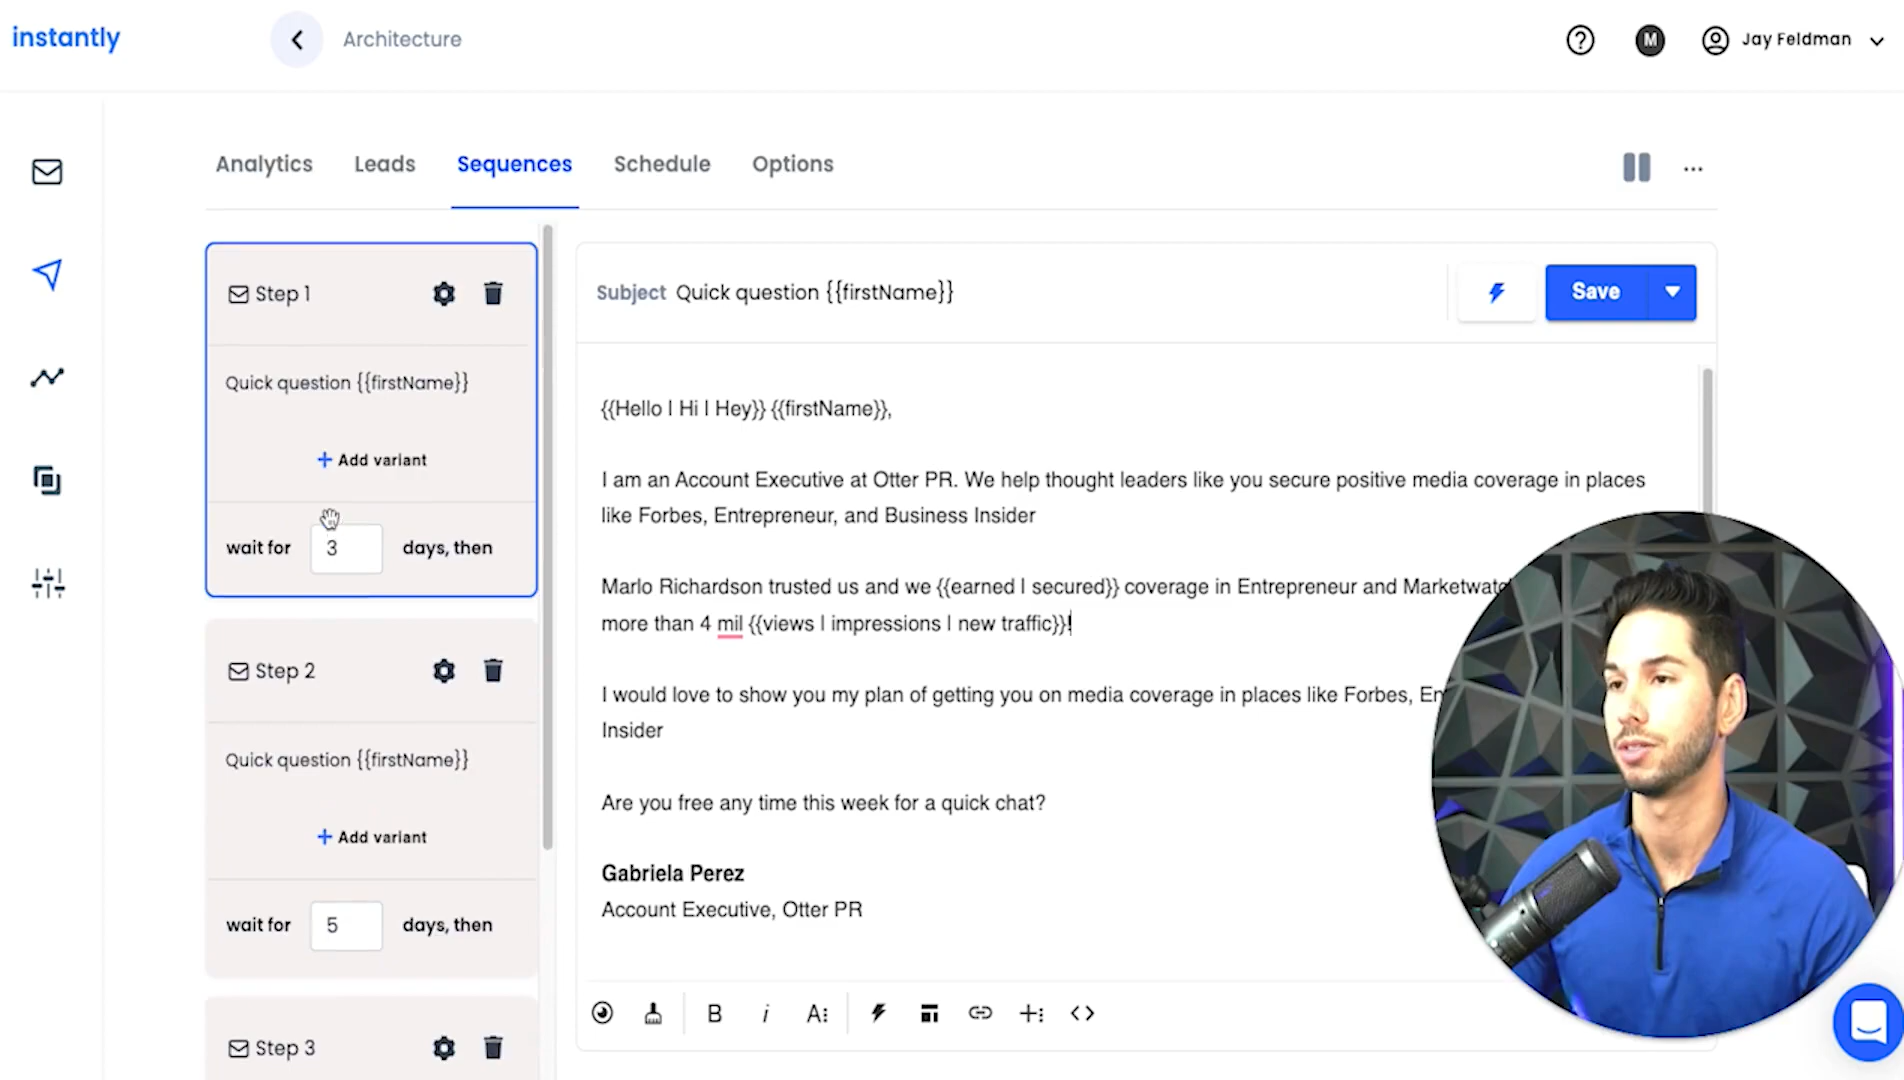 instantly
Architecture
M
Jay Feldman
Analytics
Leads
Sequences
Schedule
Options
Step 1
Quick question {{firstName}}
+ Add variant
wait for 3 days, then
Step 2
Quick question {{firstName}}
+ Add variant
wait for 5 days, then
Step 3
Subject Quick question {{firstName}}
Save
{{Hello | Hi | Hey}} {{firstName}},
I am an Account Executive at Otter PR. We help thought leaders like you secure positive media coverage in places
like Forbes, Entrepreneur, and Business Insider
Marlo Richardson trusted us and we {{earned | secured}} coverage in Entrepreneur and
more than 4 mil {{views | impressions | new traffic}}!
I would love to show you my plan of getting you on media coverage in places like Forbes,
Insider
Are you free any time this week for a quick chat?
Gabriela Perez
Account Executive, Otter PR
B i A